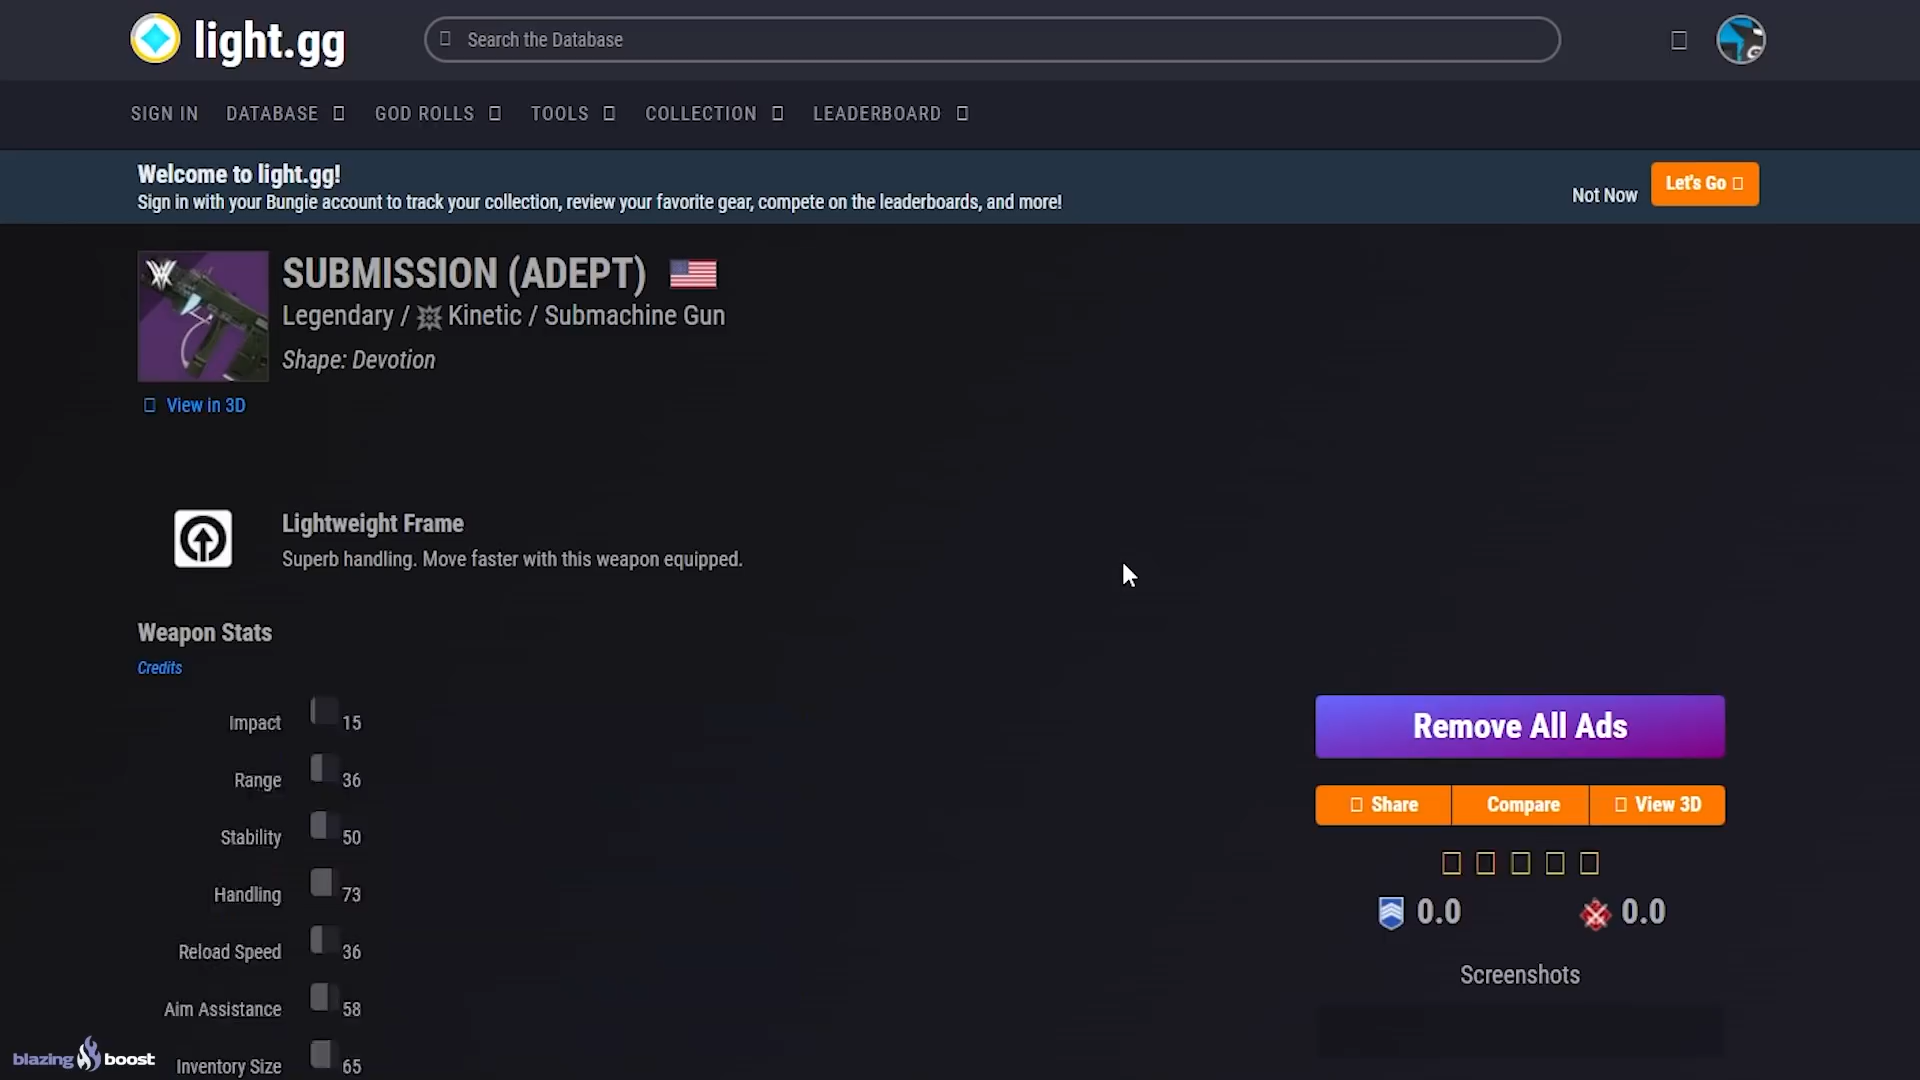 light.gg
Search the Database
SIGN IN DATABASE GOD ROLLS TOOLS COLLECTION LEADERBOARD
Welcome to light.gg!
Sign in with your Bungie account to track your collection, review your favorite gear, compete on the leaderboards, and more!
Not Now
Let's Go
SUBMISSION (ADEPT)
Legendary / Kinetic / Submachine Gun
Shape: Devotion
View in 3D
Lightweight Frame
Superb handling. Move faster with this weapon equipped.
Weapon Stats
Credits
Impact 15
Range 36
Stability 50
Handling 73
Reload Speed 36
Aim Assistance 58
Inventory Size 65
Remove All Ads
Share Compare View 3D
0.0 0.0
Screenshots
blazing boost